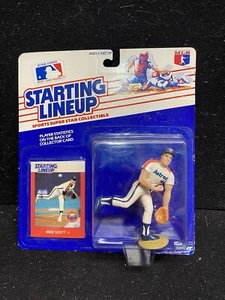 STARTING
LINEUP
SPORTS SUPER STAR COLLECTIBLE
PLAYER STATISTICS
ON THE BACK OF
COLLECTOR CARD
STARTING
LINEUP
MIKE SCOTT
Astros